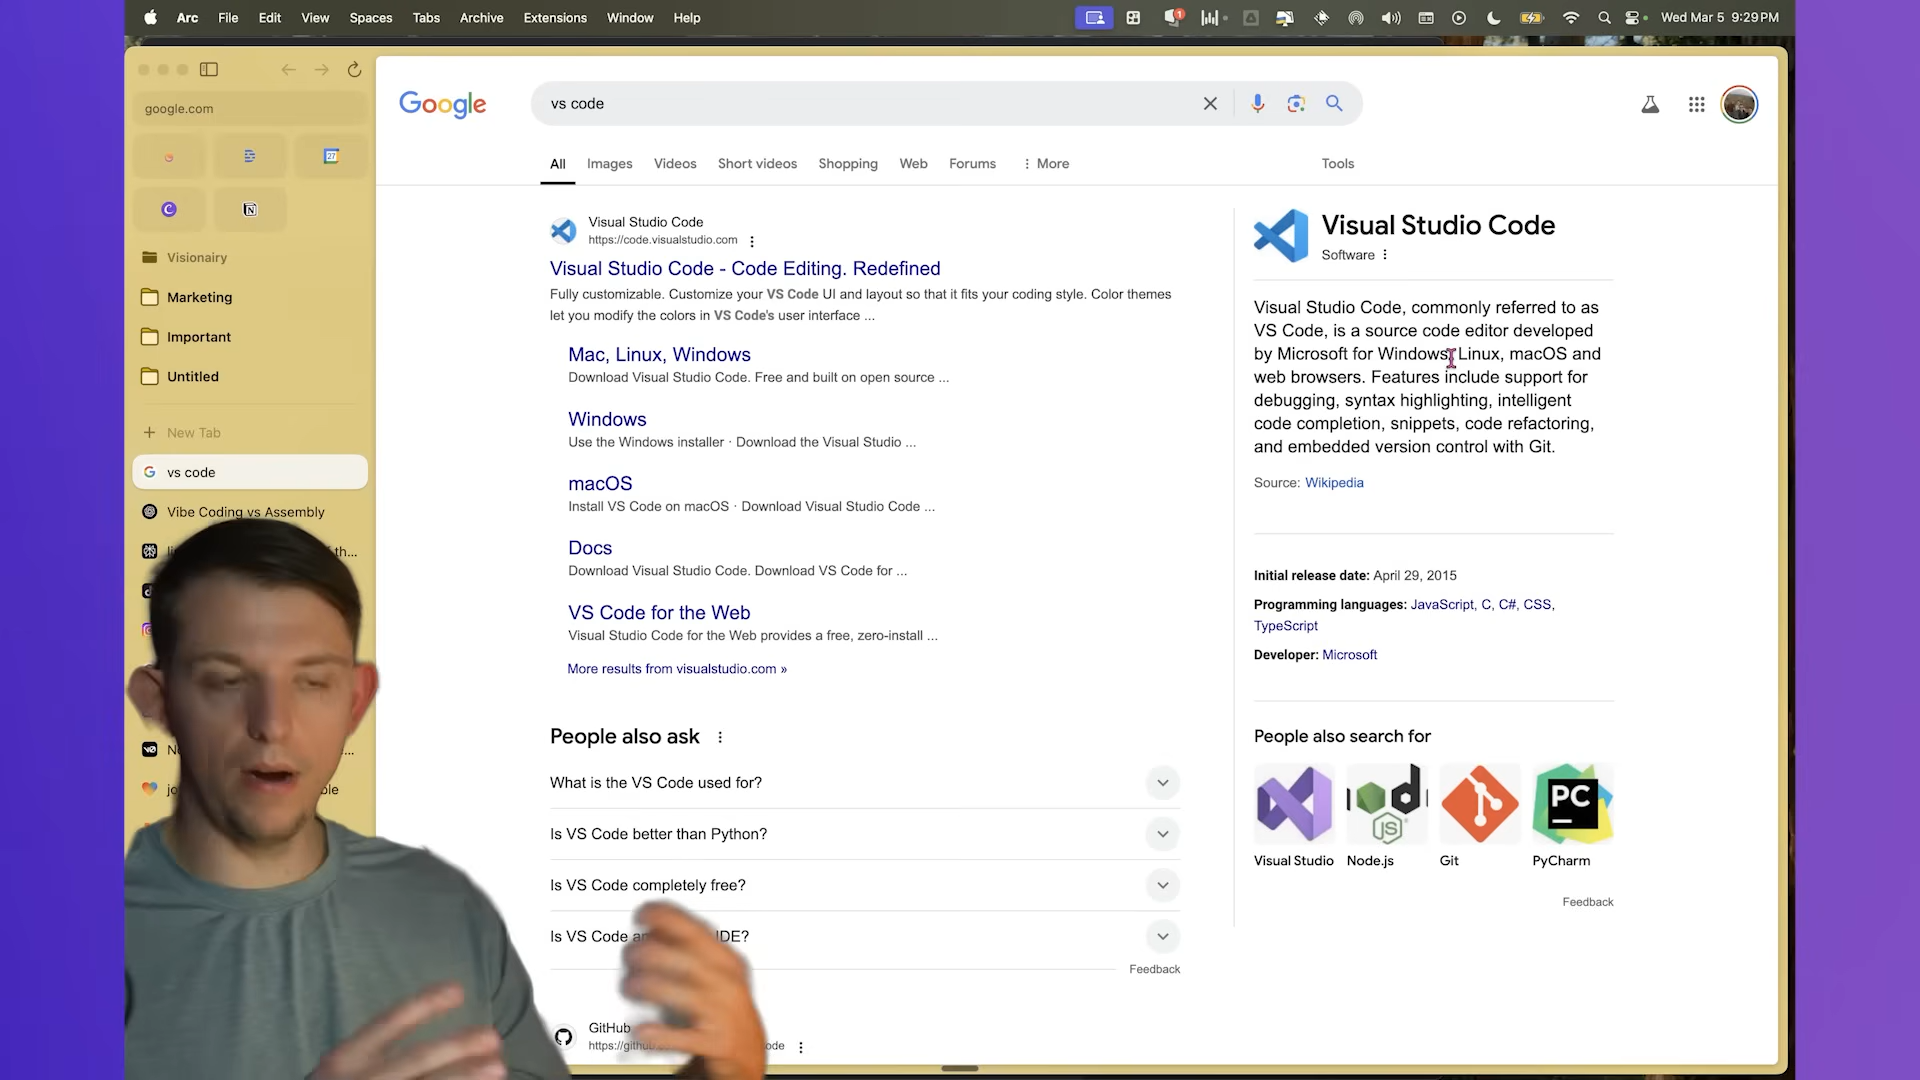 Arc File Edit View Spaces Tabs Archive Extensions Window Help
Wed Mar 5 9:29 PM
google.com
27
Visionairy
Marketing
Important
Untitled
New Tab
vs code
Vibe Coding vs Assembly
Google
vs code
All Images Videos Short videos Shopping Web Forums More Tools
Visual Studio Code
https://code.visualstudio.com
Visual Studio Code - Code Editing. Redefined
Fully customizable. Customize your VS Code UI and layout so that it fits your coding style. Color themes
let you modify the colors in VS Code's user interface ...
Mac, Linux, Windows
Download Visual Studio Code. Free and built on open source ...
Windows
Use the Windows installer · Download the Visual Studio ...
macOS
Install VS Code on macOS · Download Visual Studio Code ...
Docs
Download Visual Studio Code. Download VS Code for ...
VS Code for the Web
Visual Studio Code for the Web provides a free, zero-install ...
More results from visualstudio.com »
People also ask
What is the VS Code used for?
Is VS Code better than Python?
Is VS Code completely free?
Is VS Code IDE?
Feedback
GitHub
Visual Studio Code
Software
Visual Studio Code, commonly referred to as
VS Code, is a source code editor developed
by Microsoft for Windows, Linux, macOS and
web browsers. Features include support for
debugging, syntax highlighting, intelligent
code completion, snippets, code refactoring,
and embedded version control with Git.
Source: Wikipedia
Initial release date: April 29, 2015
Programming languages: JavaScript, C, C#, CSS,
TypeScript
Developer: Microsoft
People also search for
PC
Visual Studio Node.js Git PyCharm
Feedback